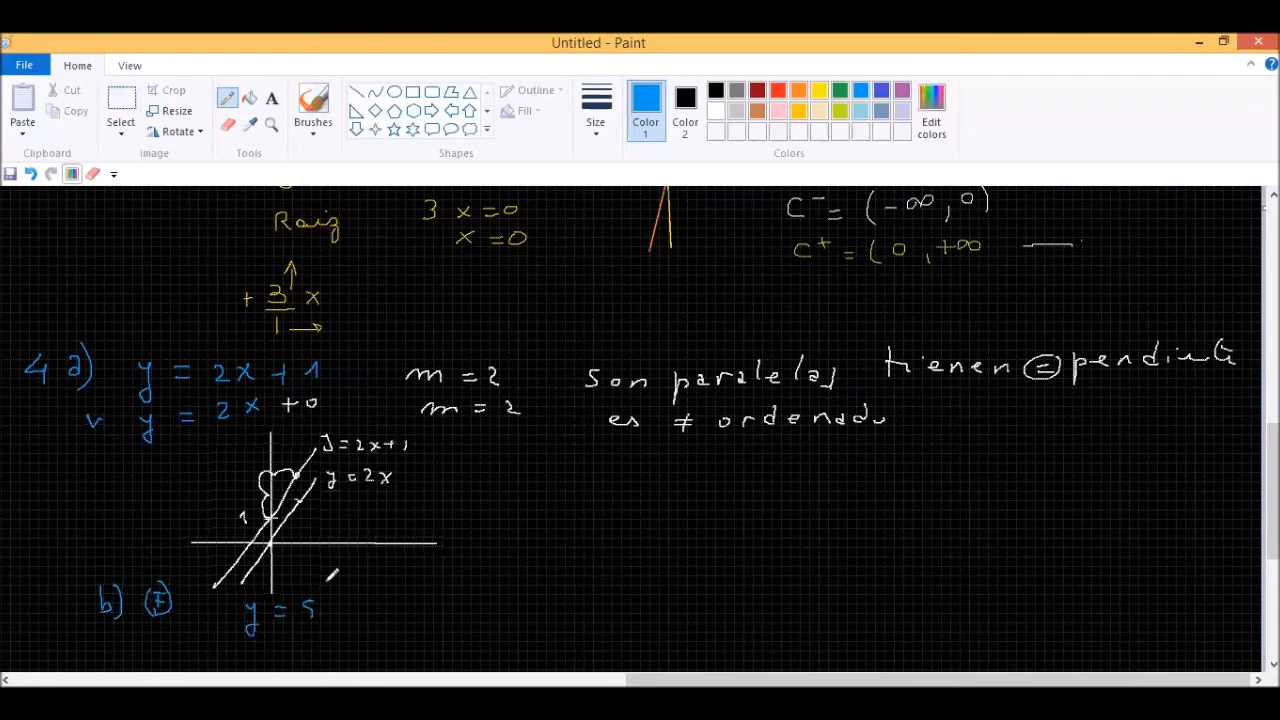 Untitled - Paint
File Home View
Paste
Cut
Copy
Clipboard
Select
Crop
Resize
Rotate
Image
Tools
Brushes
Shapes
Outline
Fill
Size
Color 1
Color 2
Colors
Edit colors
Raiz
3 x = 0
x = 0
C⁻ = (-∞, 0)
C⁺ = (0, +∞
+ 3 x
1
4 a) y = 2x + 1 m = 2 Son paralelas tienen = pendiente
v y = 2x + 0 m = 2 es ≠ ordenada
y = 2x + 1
y = 2x
1
b) F y = 5